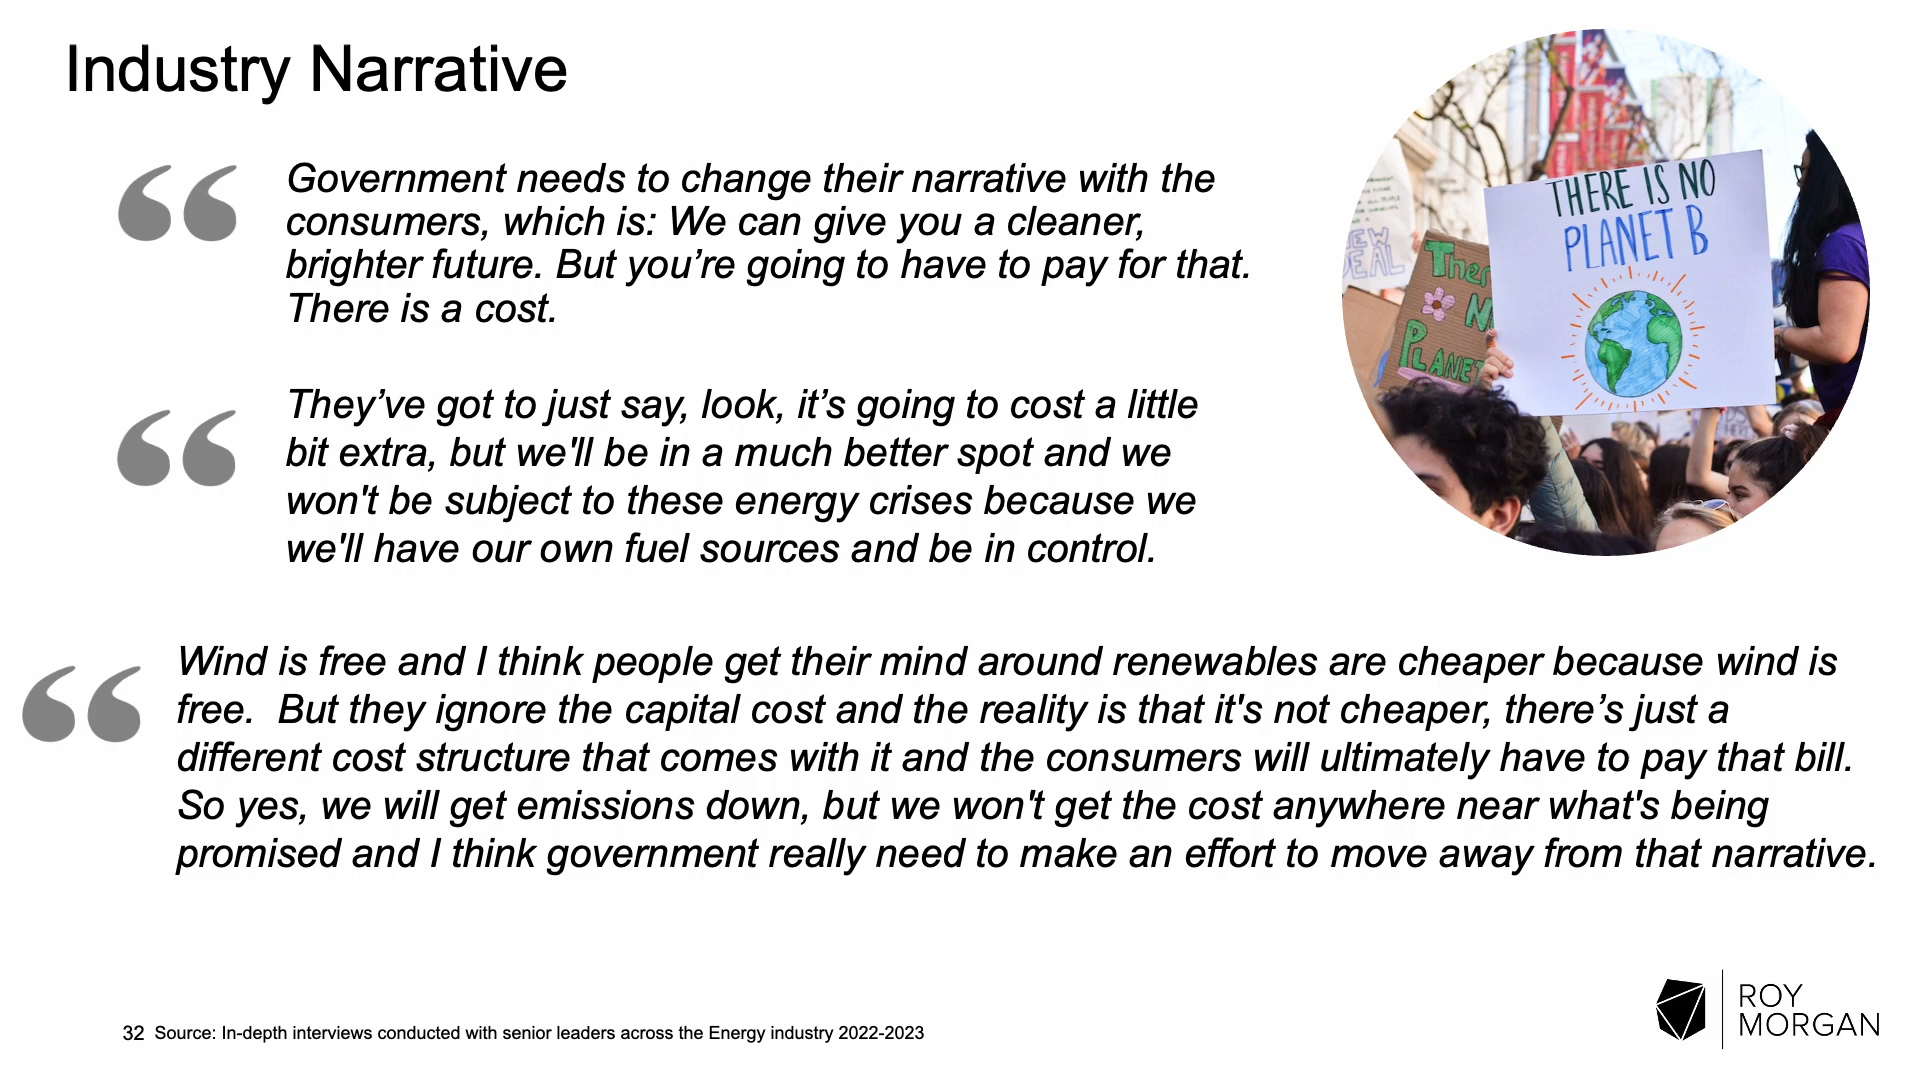 Industry Narrative
Government needs to change their narrative with the
consumers, which is: We can give you a cleaner,
brighter future. But you’re going to have to pay for that.
There is a cost.
They’ve got to just say, look, it’s going to cost a little
bit extra, but we'll be in a much better spot and we
won't be subject to these energy crises because we
we'll have our own fuel sources and be in control.
Wind is free and I think people get their mind around renewables are cheaper because wind is
free.  But they ignore the capital cost and the reality is that it's not cheaper, there’s just a
different cost structure that comes with it and the consumers will ultimately have to pay that bill.
So yes, we will get emissions down, but we won't get the cost anywhere near what's being
promised and I think government really need to make an effort to move away from that narrative.
THERE IS NO
PLANET B
PLANET
32 Source: In-depth interviews conducted with senior leaders across the Energy industry 2022-2023
ROY
MORGAN